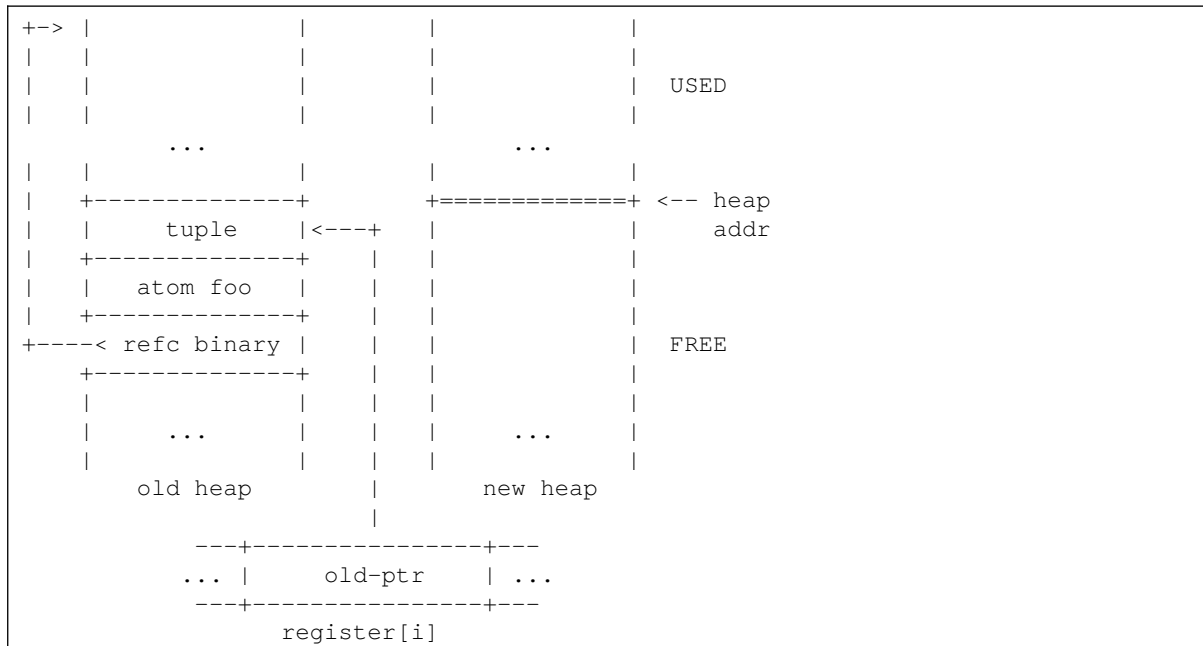 USED
... ...
<-- heap
tuple addr
atom foo
refc binary FREE
... ...
old heap new heap
... old-ptr ...
register[i]